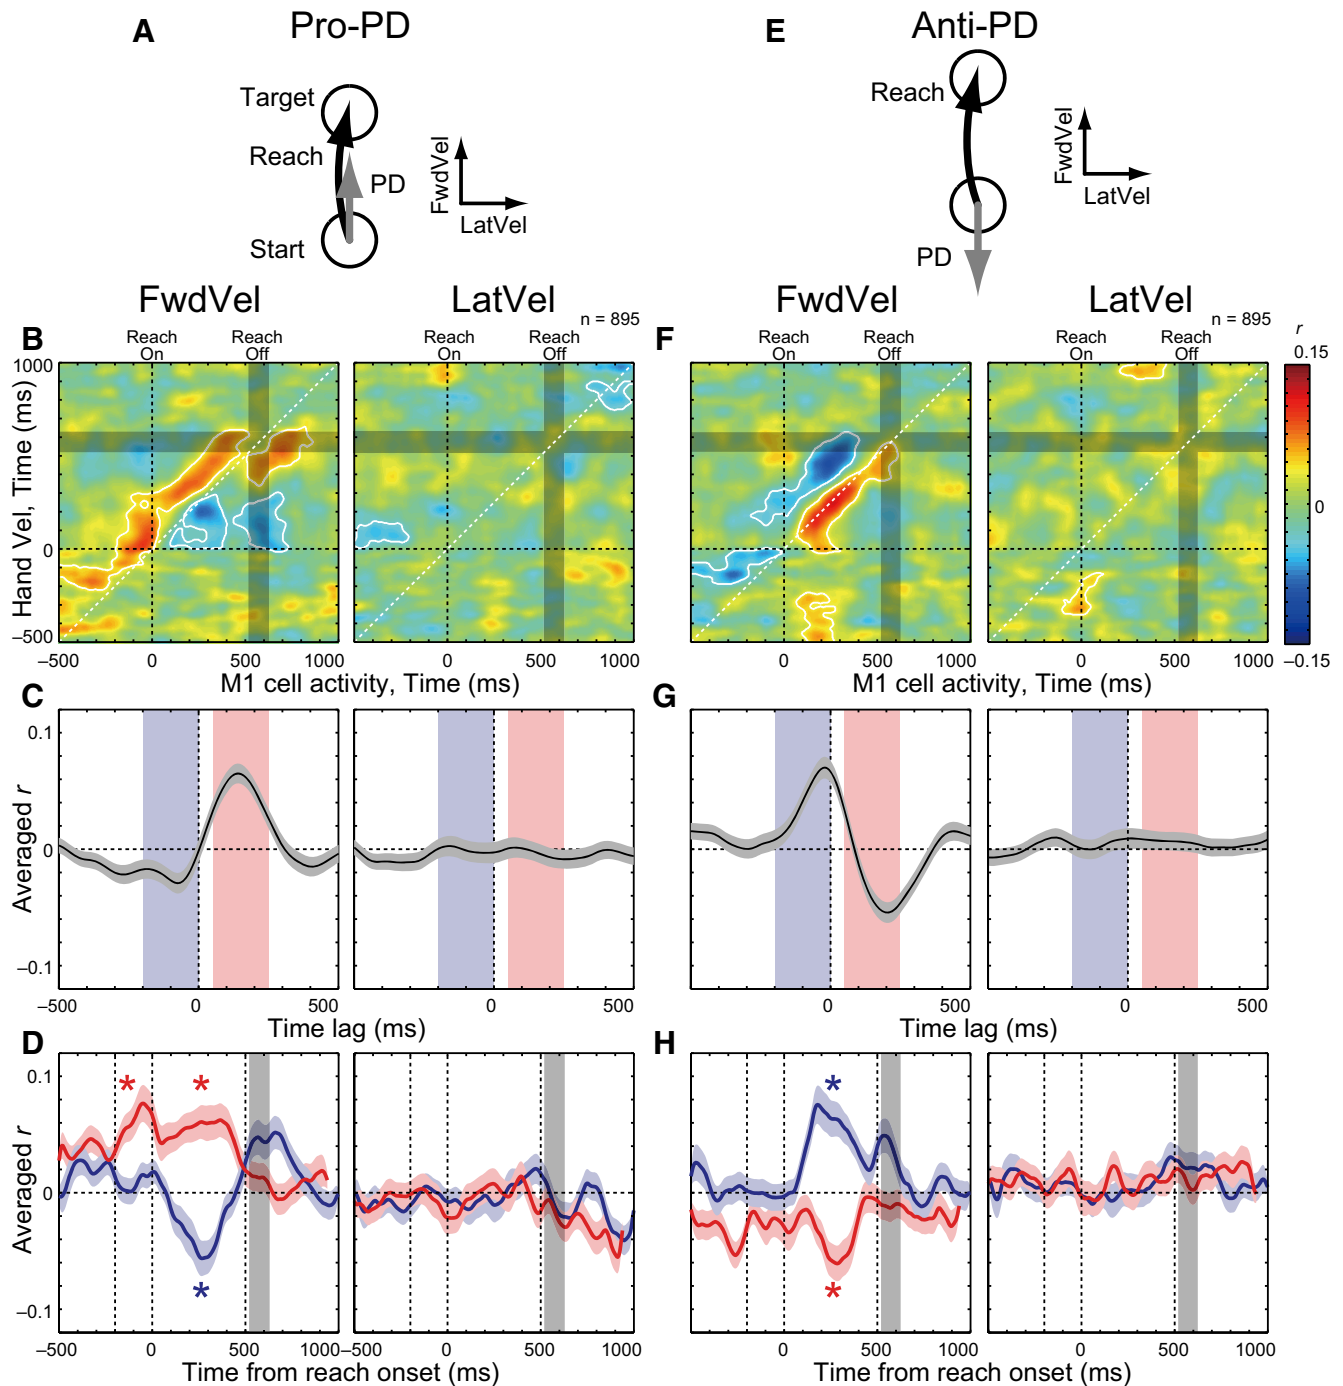 A Pro-PD
E Anti-PD
Target
Reach
PD
Start
FwdVel
LatVel
Reach
PD
FwdVel
LatVel
B FwdVel LatVel
n = 895
Reach On
Reach Off
Reach On
Reach Off
F FwdVel LatVel
n = 895
Reach On
Reach Off
Reach On
Reach Off
r
0.15
0
−0.15
Hand Vel, Time (ms)
1000
500
0
−500
−500 0 500 1000 0 500 1000
0 500 1000 0 500 1000
M1 cell activity, Time (ms)
M1 cell activity, Time (ms)
C
G
Averaged r
0.1
0
−0.1
−500 0 500 0 500
0 500 0 500
Time lag (ms)
Time lag (ms)
D
H
Averaged r
0.1
0
−0.1
* *
*
*
*
−500 0 500 1000 −500 0 500 1000
0 500 1000 0 500 1000
Time from reach onset (ms)
Time from reach onset (ms)